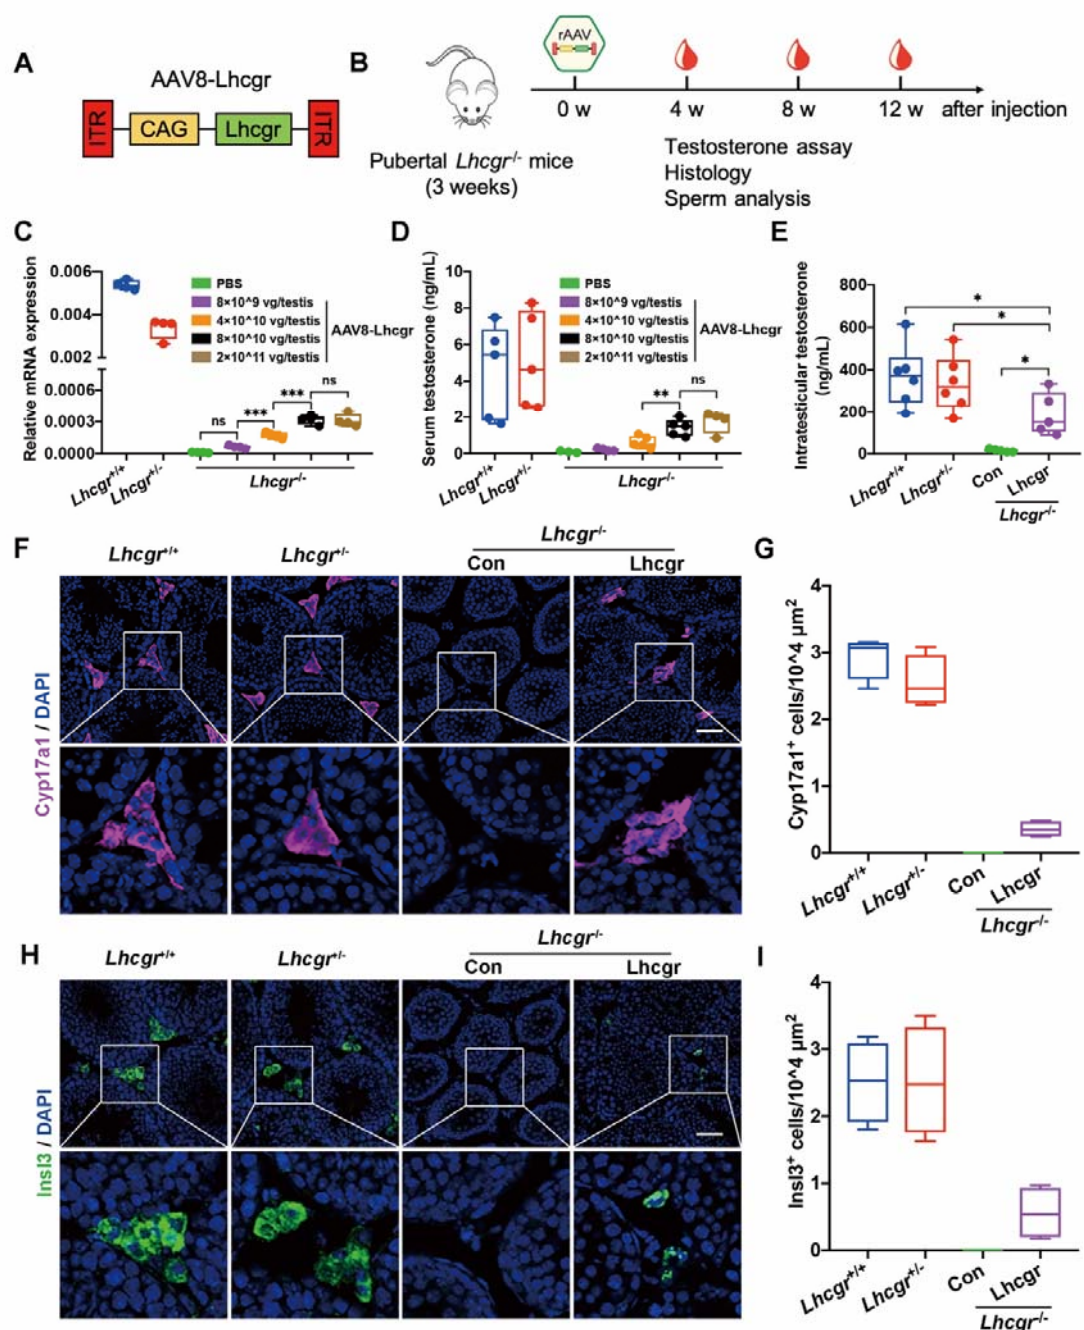 A
AAV8-Lhcgr
ITR
CAG
Lhcgr
ITR
B
rAAV
0 w
4 w
8 w
12 w
after injection
Pubertal Lhcgr-/- mice
(3 weeks)
Testosterone assay
Histology
Sperm analysis
C
Relative mRNA expression
0.006
0.004
0.002
0.0006
0.0003
0.0000
PBS
8×10^9 vg/testis
4×10^10 vg/testis
8×10^10 vg/testis
2×10^11 vg/testis
AAV8-Lhcgr
ns
***
***
ns
Lhcgr+/+
Lhcgr+/-
Lhcgr-/-
D
Serum testosterone (ng/mL)
10
8
6
4
2
0
PBS
8×10^9 vg/testis
4×10^10 vg/testis
8×10^10 vg/testis
2×10^11 vg/testis
AAV8-Lhcgr
**
ns
Lhcgr+/+
Lhcgr+/-
Lhcgr-/-
E
Intratesticular testosterone
(ng/mL)
800
600
400
200
0
*
*
*
Lhcgr+/+
Lhcgr+/-
Con
Lhcgr
Lhcgr-/-
F
Lhcgr+/+
Lhcgr+/-
Lhcgr-/-
Con
Lhcgr
Cyp17a1 / DAPI
G
Cyp17a1+ cells/10^4 μm2
4
3
2
1
0
Lhcgr+/+
Lhcgr+/-
Con
Lhcgr
Lhcgr-/-
H
Lhcgr+/+
Lhcgr+/-
Lhcgr-/-
Con
Lhcgr
Insl3 / DAPI
I
Insl3+ cells/10^4 μm2
4
3
2
1
0
Lhcgr+/+
Lhcgr+/-
Con
Lhcgr
Lhcgr-/-